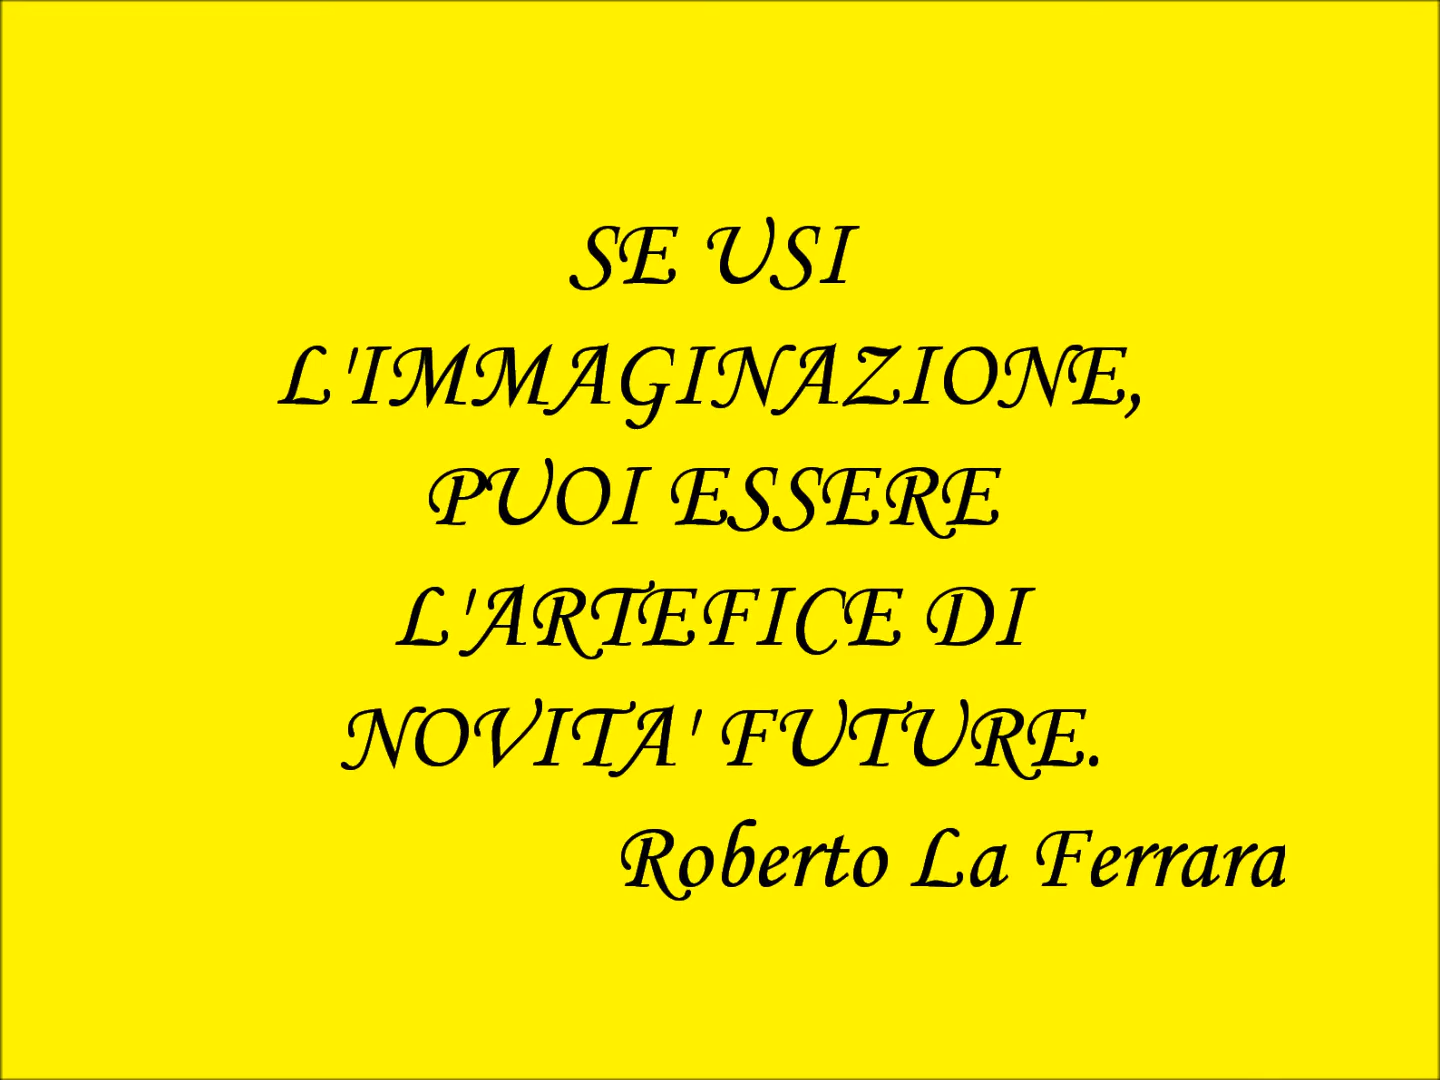 SE USI
L'IMMAGINAZIONE,
PUOI ESSERE
L'ARTEFICE DI
NOVITA' FUTURE.
Roberto La Ferrara